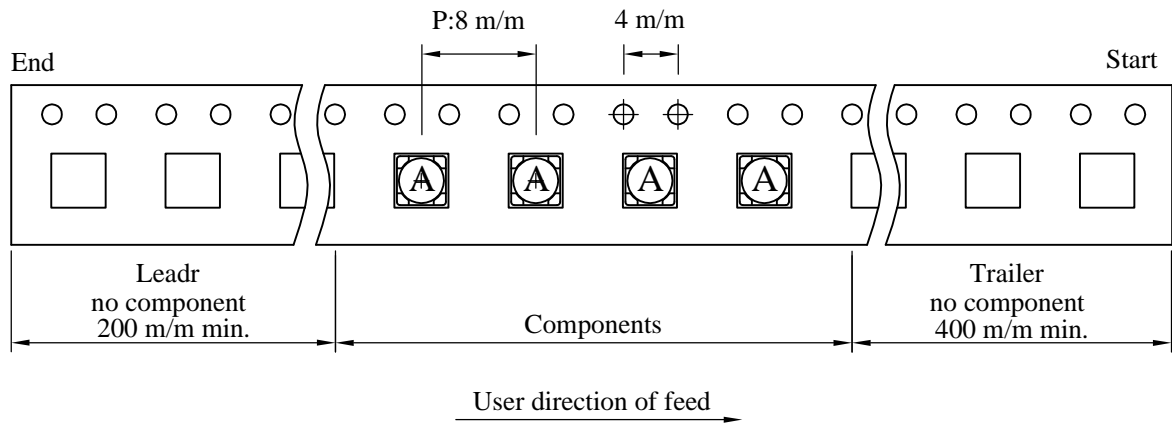 P:8 m/m
4 m/m
End
Start
A A A A
Leadr
no component
200 m/m min.
Components
Trailer
no component
400 m/m min.
User direction of feed